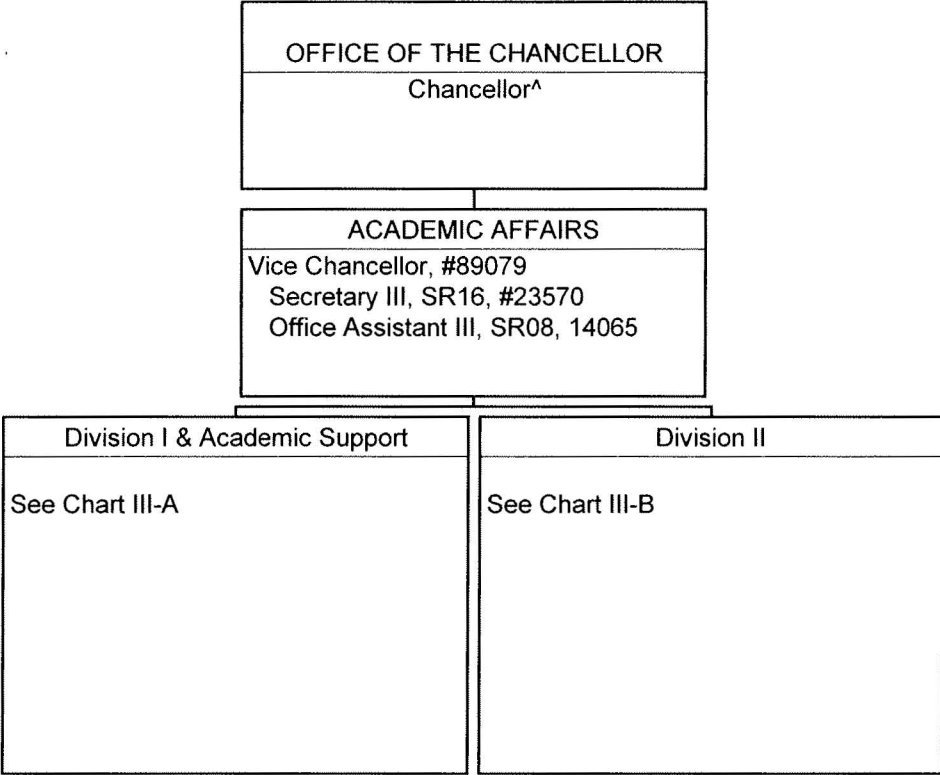 OFFICE OF THE CHANCELLOR
Chancellor^
ACADEMIC AFFAIRS
Vice Chancellor, #89079
Secretary III, SR16, #23570
Office Assistant III, SR08, 14065
Division I & Academic Support
See Chart III-A
Division II
See Chart III-B